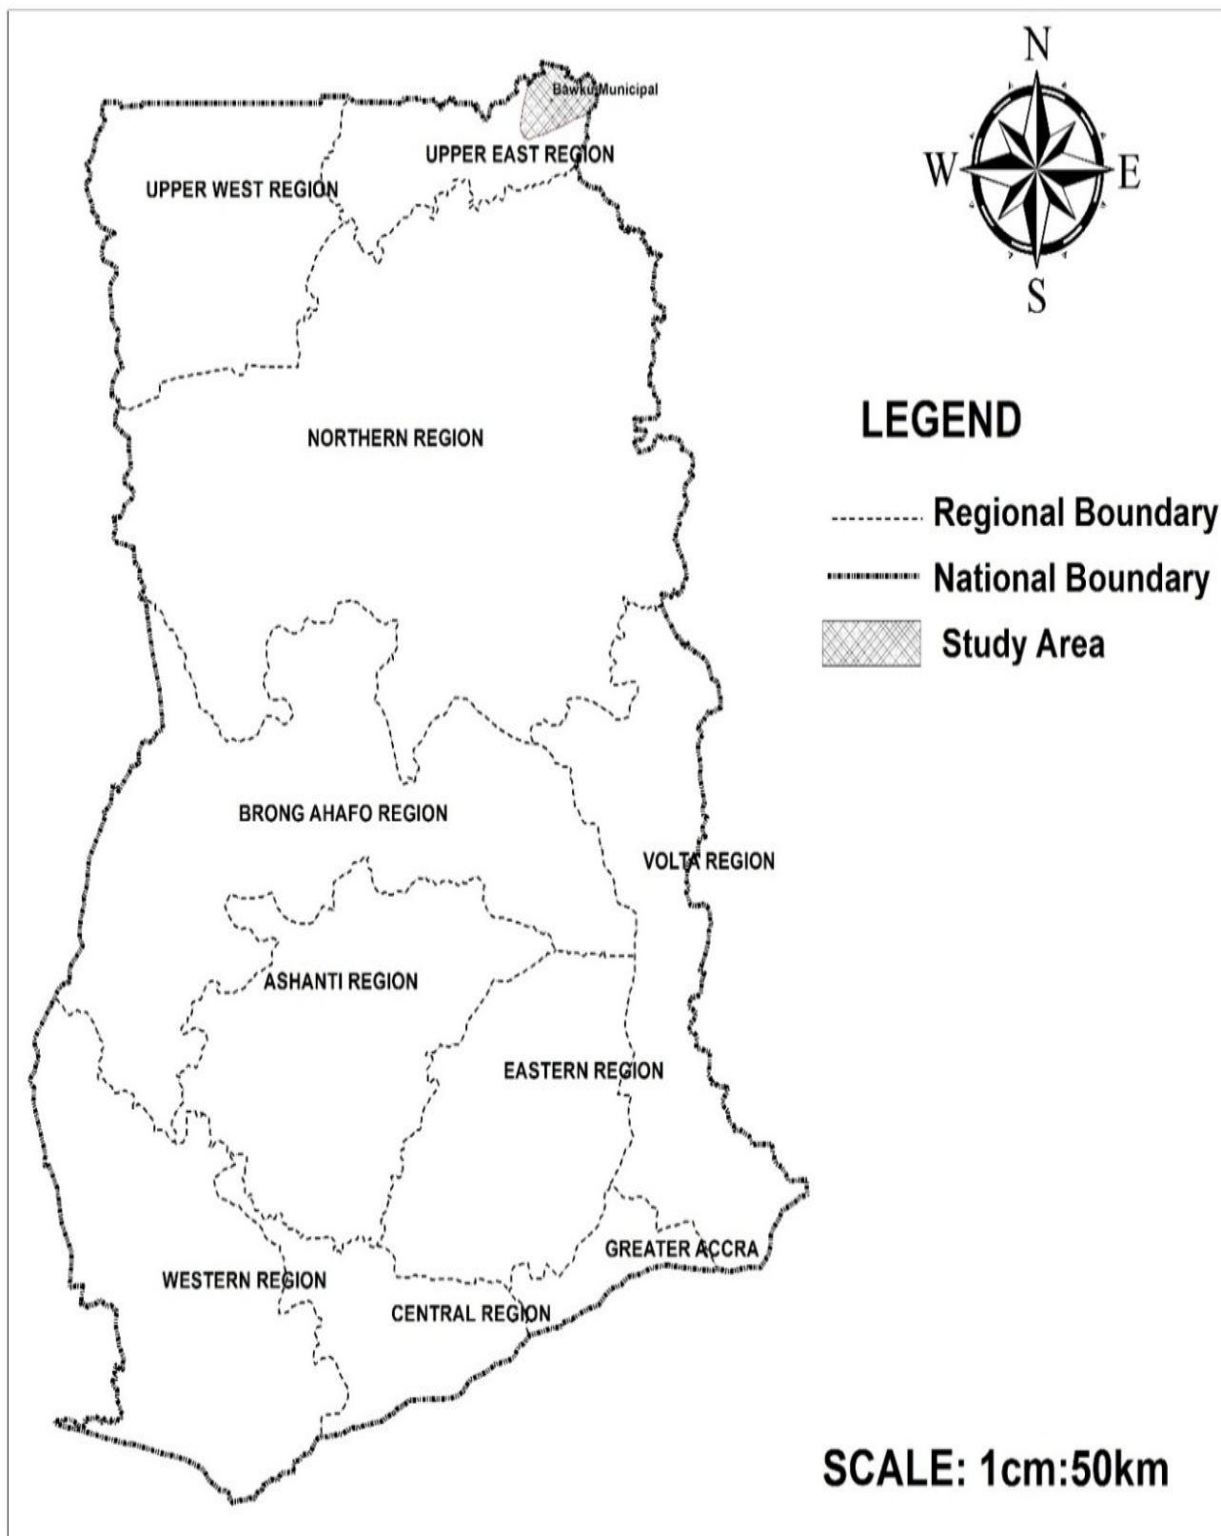 N
Bawku Municipal
UPPER EAST REGION
W
E
UPPER WEST REGION
S
LEGEND
NORTHERN REGION
Regional Boundary
National Boundary
Study Area
BRONG AHAFO REGION
VOLTA REGION
ASHANTI REGION
EASTERN REGION
GREATER ACCRA
WESTERN REGION
CENTRAL REGION
SCALE: 1cm:50km